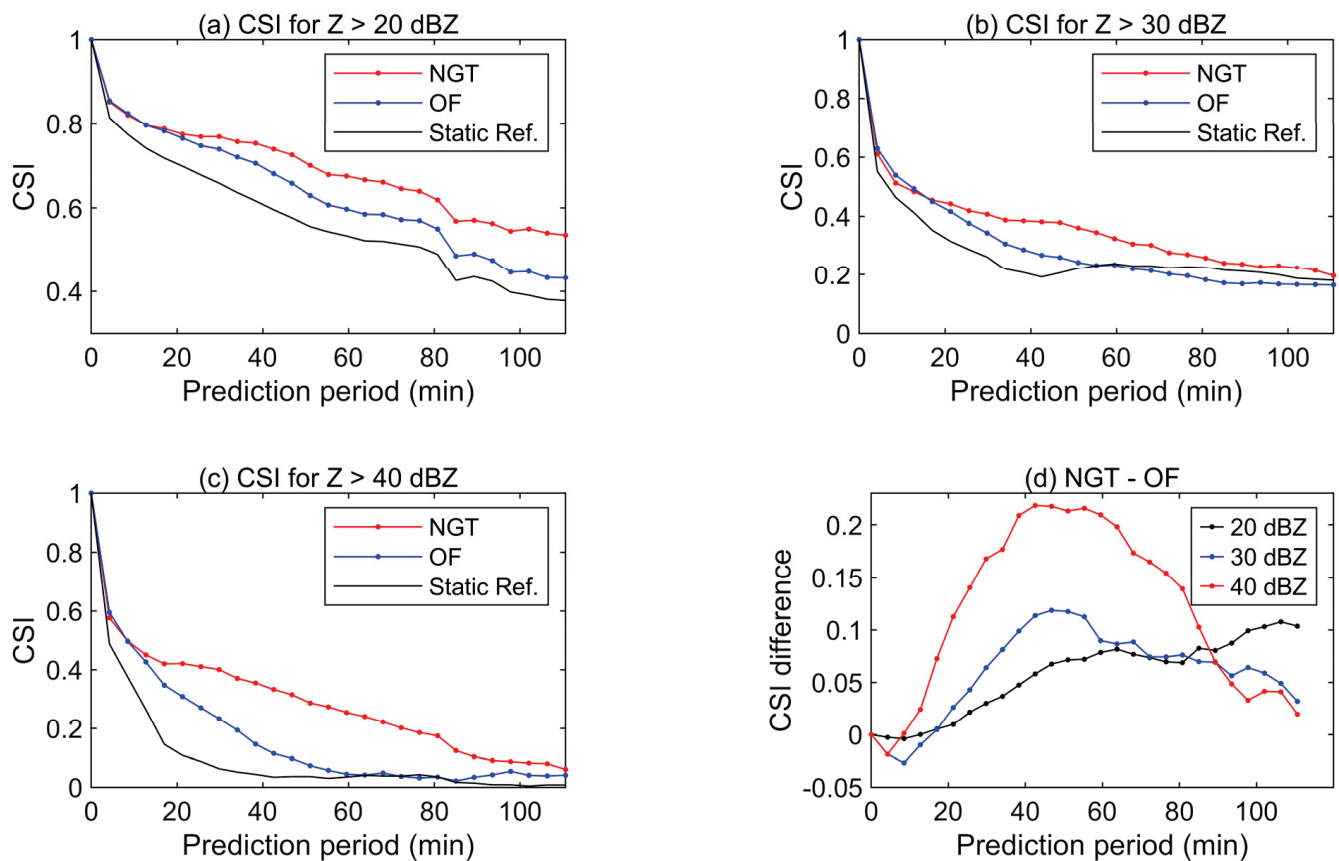 (a) CSI for Z > 20 dBZ
1
0.8
0.6
0.4
CSI
NGT
OF
Static Ref.
0
20
40
60
80
100
Prediction period (min)
(b) CSI for Z > 30 dBZ
1
0.8
0.6
0.4
0.2
0
CSI
NGT
OF
Static Ref.
0
20
40
60
80
100
Prediction period (min)
(c) CSI for Z > 40 dBZ
1
0.8
0.6
0.4
0.2
0
CSI
NGT
OF
Static Ref.
0
20
40
60
80
100
Prediction period (min)
(d) NGT - OF
0.2
0.15
0.1
0.05
0
-0.05
CSI difference
20 dBZ
30 dBZ
40 dBZ
0
20
40
60
80
100
Prediction period (min)